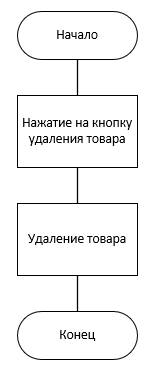 Начало
Нажатие на кнопку
удаления товара
Удаление товара
Конец